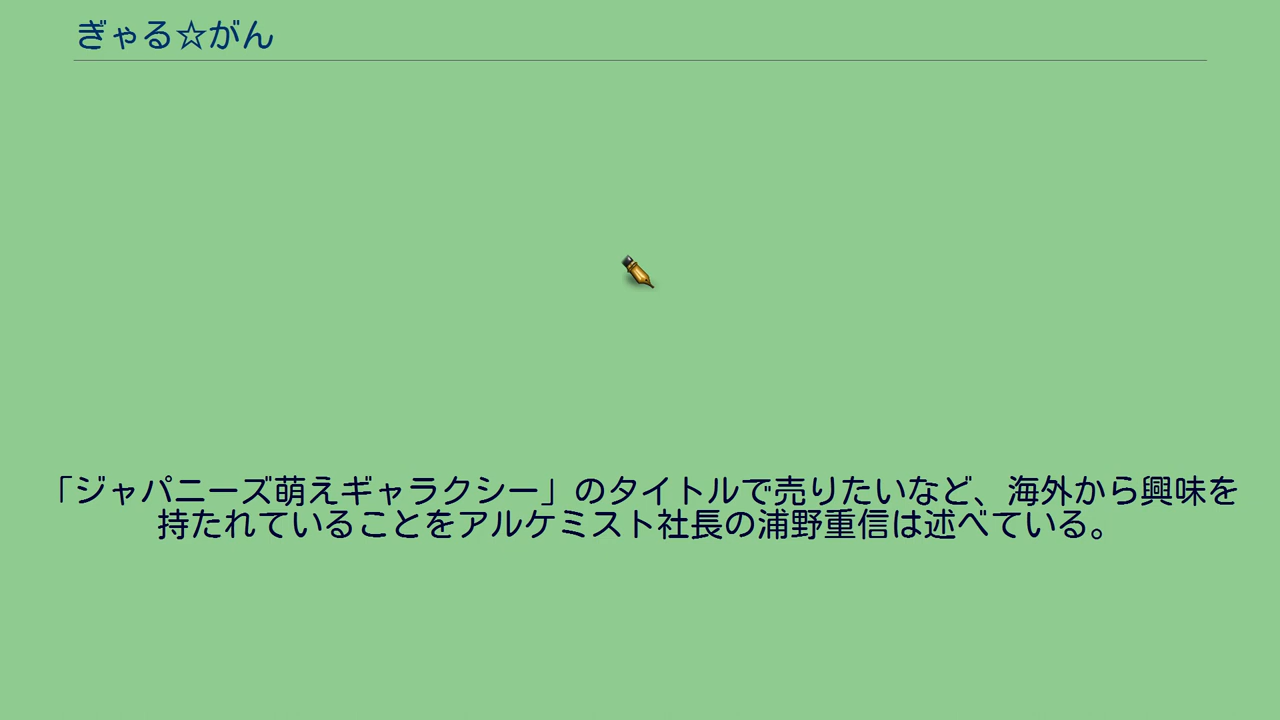 ぎゃる☆がん
「ジャパニーズ萌えギャラクシー」のタイトルで売りたいなど、海外から興味を
持たれていることをアルケミスト社長の浦野重信は述べている。